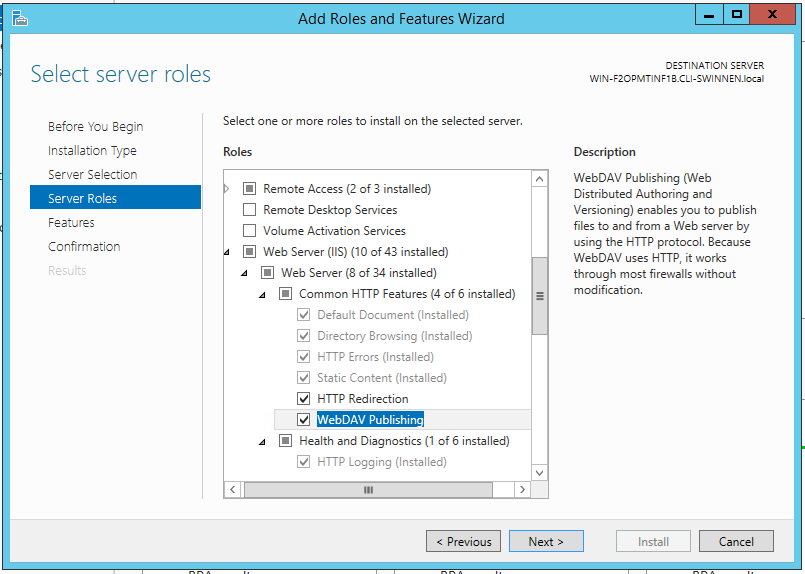 Add Roles and Features Wizard
Select server roles
DESTINATION SERVER
WIN-F2OPMTINF1B.CLI-SWINNEN.local
Before You Begin
Installation Type
Server Selection
Server Roles
Features
Confirmation
Results
Select one or more roles to install on the selected server.
Roles
Remote Access (2 of 3 installed)
Remote Desktop Services
Volume Activation Services
Web Server (IIS) (10 of 43 installed)
Web Server (8 of 34 installed)
Common HTTP Features (4 of 6 installed)
Default Document (Installed)
Directory Browsing (Installed)
HTTP Errors (Installed)
Static Content (Installed)
HTTP Redirection
WebDAV Publishing
Health and Diagnostics (1 of 6 installed)
HTTP Logging (Installed)
Description
WebDAV Publishing (Web
Distributed Authoring and
Versioning) enables you to publish
files to and from a Web server by
using the HTTP protocol. Because
WebDAV uses HTTP, it works
through most firewalls without
modification.
< Previous
Next >
Install
Cancel